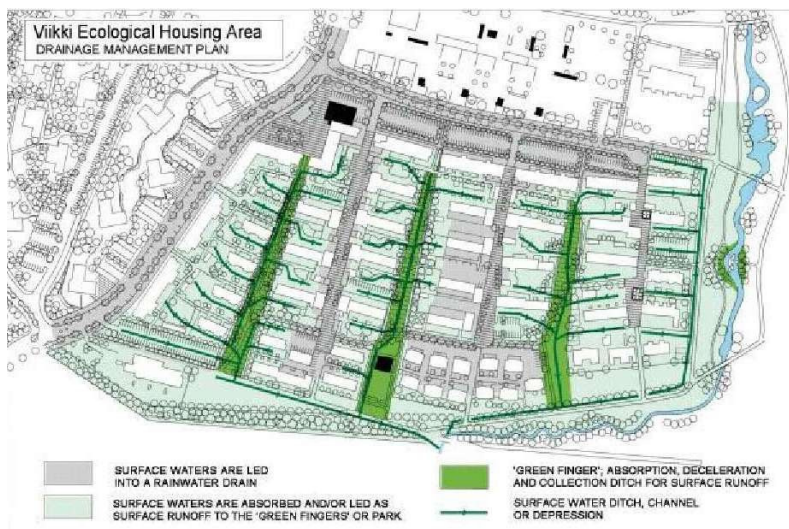 Viikki Ecological Housing Area
DRAINAGE MANAGEMENT PLAN
SURFACE WATERS ARE LED
INTO A RAINWATER DRAIN
SURFACE WATERS ARE ABSORBED AND/OR LED AS
SURFACE RUNOFF TO THE 'GREEN FINGERS' OR PARK
'GREEN FINGER'; ABSORPTION, DECELERATION
AND COLLECTION DITCH FOR SURFACE RUNOFF
SURFACE WATER DITCH, CHANNEL
OR DEPRESSION